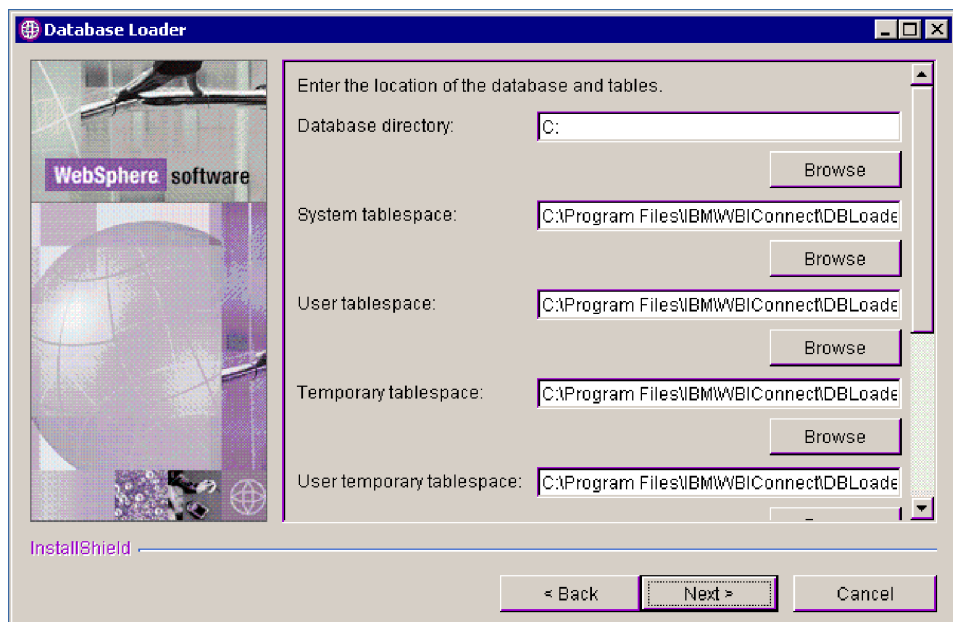 Database Loader
WebSphere software
Enter the location of the database and tables.
Database directory:
C:
Browse
System tablespace:
C:\Program Files\IBM\WBIConnect\DBLoade
Browse
User tablespace:
C:\Program Files\IBM\WBIConnect\DBLoade
Browse
Temporary tablespace:
C:\Program Files\IBM\WBIConnect\DBLoade
Browse
User temporary tablespace:
C:\Program Files\IBM\WBIConnect\DBLoade
InstallShield
< Back
Next >
Cancel